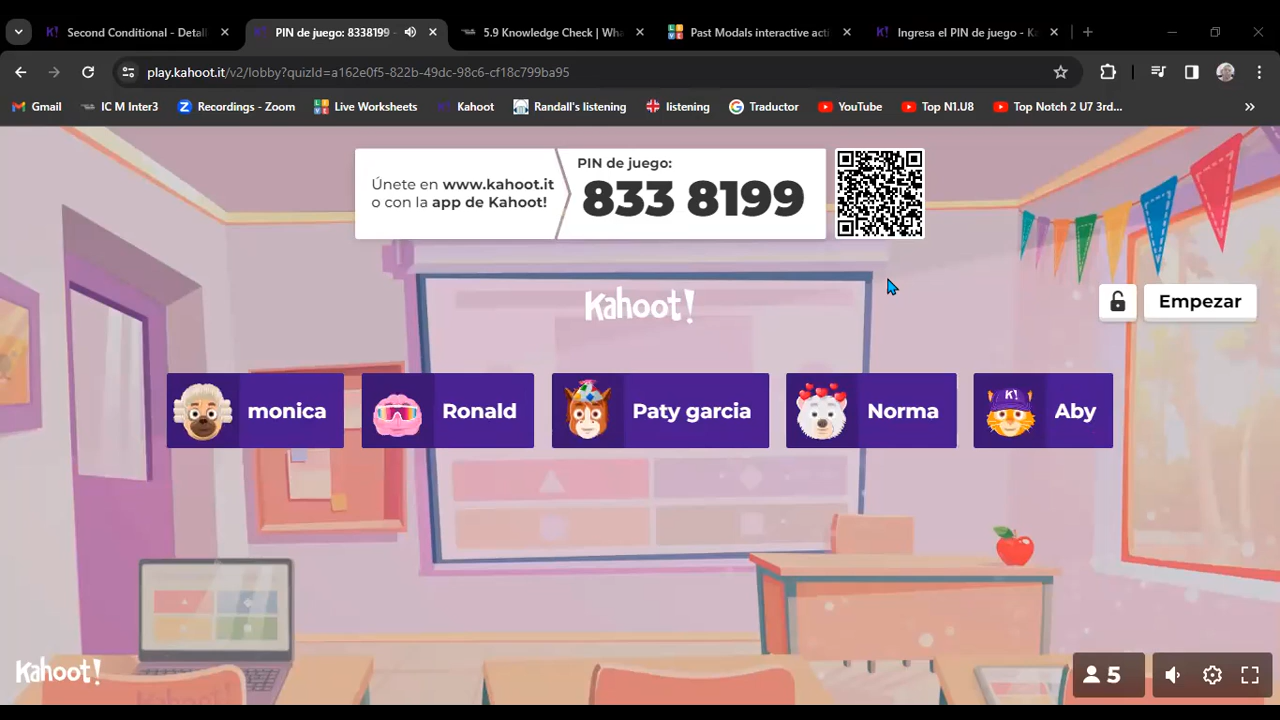 Second Conditional - Detail
PIN de juego: 8338199 -
5.9 Knowledge Check | Wha
Past Modals interactive acti
Ingresa el PIN de juego - Ka
play.kahoot.it/v2/lobby?quizId=a162e0f5-822b-49dc-98c6-cf18c799ba95
Gmail
IC M Inter3
Recordings - Zoom
Live Worksheets
Kahoot
Randall's listening
listening
Traductor
YouTube
Top N1.U8
Top Notch 2 U7 3rd...
Únete en www.kahoot.it
o con la app de Kahoot!
PIN de juego:
833 8199
Kahoot!
Empezar
monica
Ronald
Paty garcia
Norma
K!
Aby
Kahoot!
5